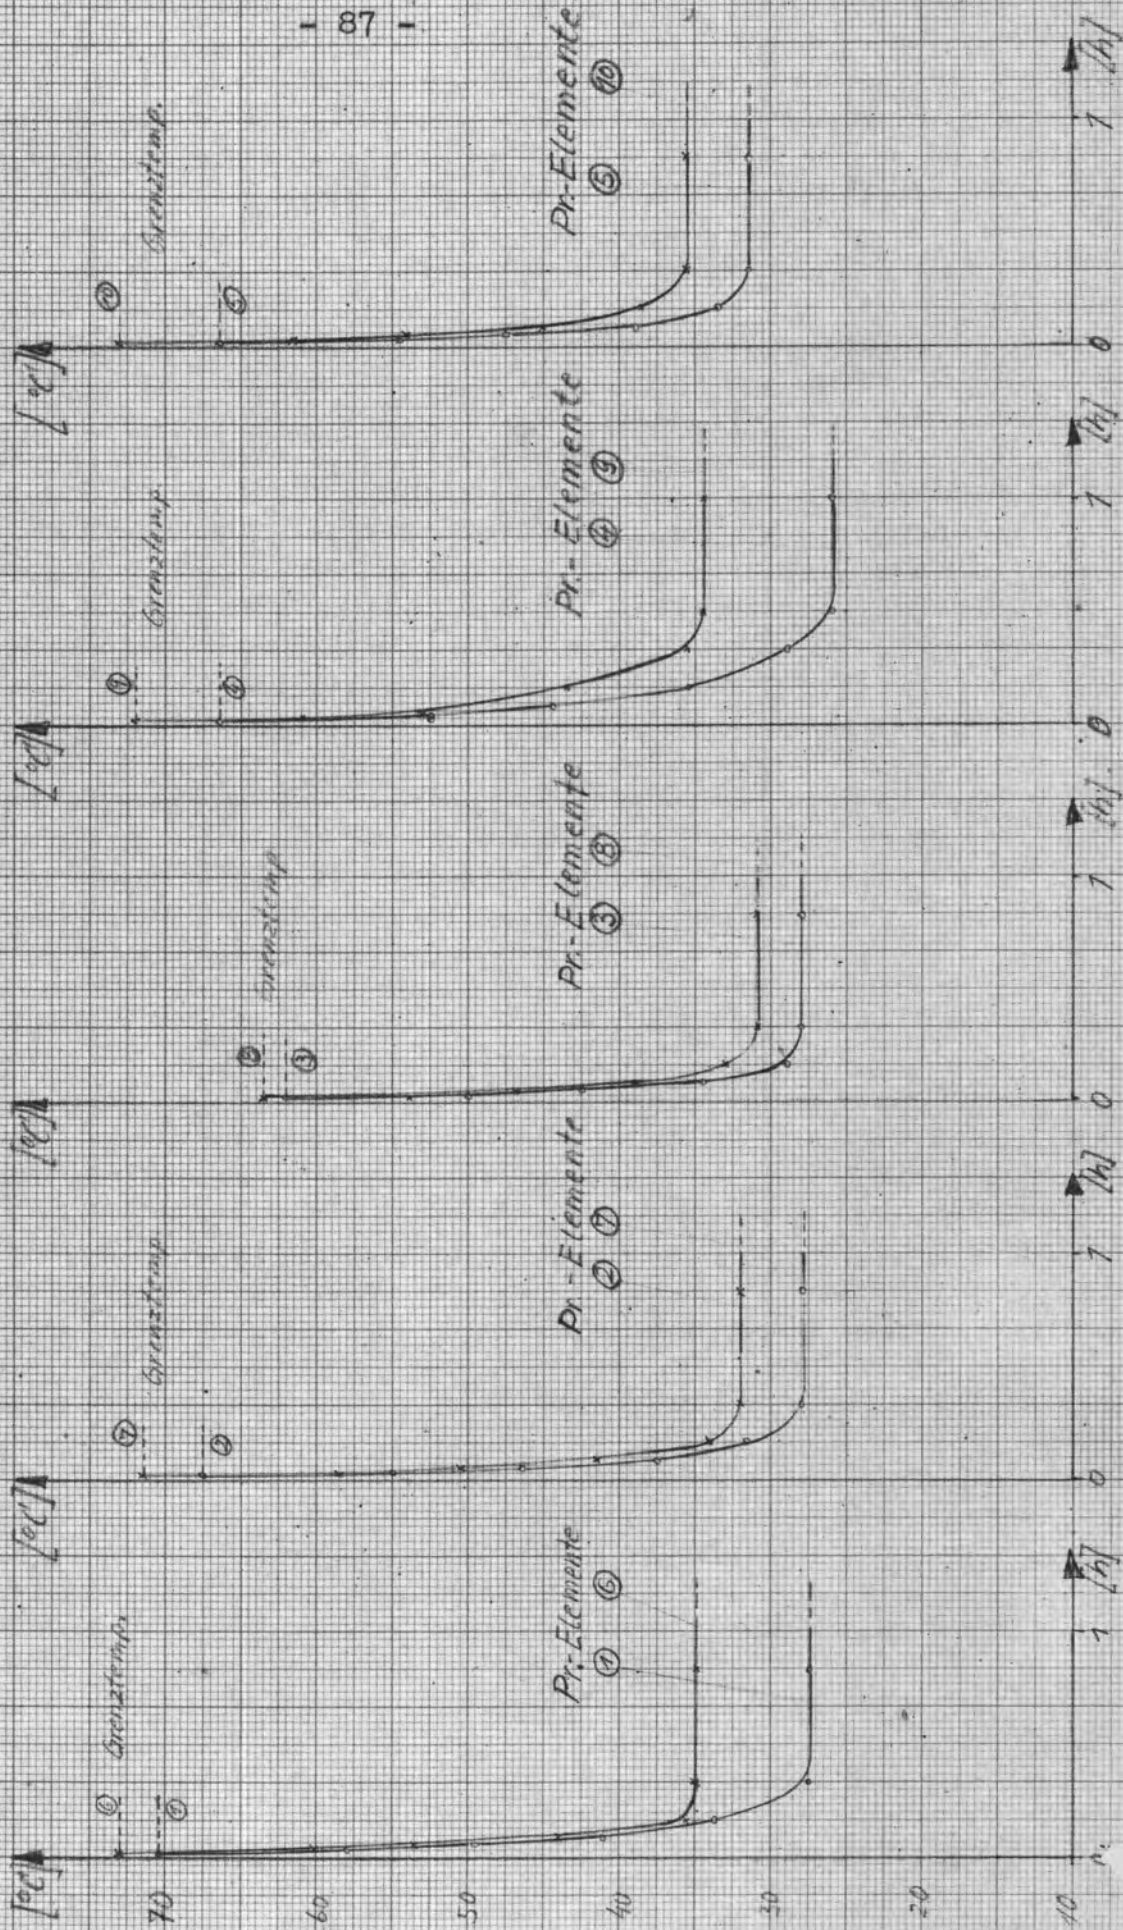 - 87 -
[°C]
⑥ Grenztemp.
①
Pr.-Elemente
① ⑥
1
[h]
[°C]
⑦ Grenztemp.
②
Pr.-Elemente
② ⑦
0
1
[h]
[°C]
⑧ Grenztemp
③
Pr.-Elemente
③ ⑧
0
1
[h]
[°C]
⑨ Grenztemp
④
Pr.-Elemente
④ ⑨
0
1
[h]
[°C]
⑩ Grenztemp.
⑤
Pr.-Elemente
⑤ ⑩
0
1
[h]
70
60
50
40
30
20
10